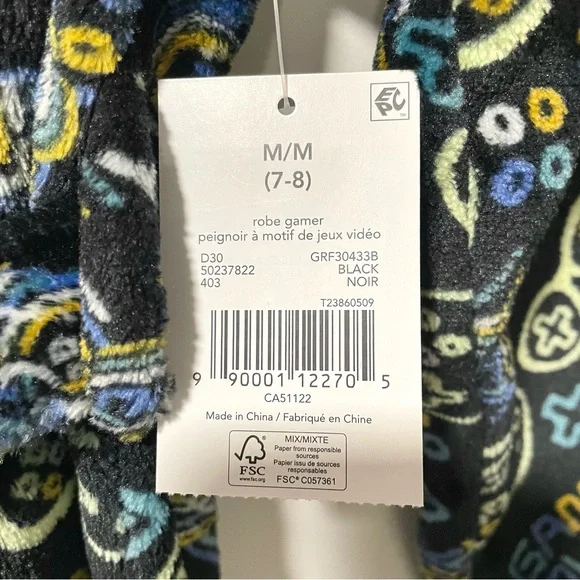 EPC
M/M
(7-8)
robe gamer
peignoir à motif de jeux vidéo
D30 GRF30433B
50237822 BLACK
403 NOIR
T23860509
9 90001 12270 5
CA51122
Made in China / Fabriqué en Chine
FSC
www.fsc.org
MIX/MIXTE
Paper from responsible
sources
Papier issu de sources
responsables
FSC® C057361